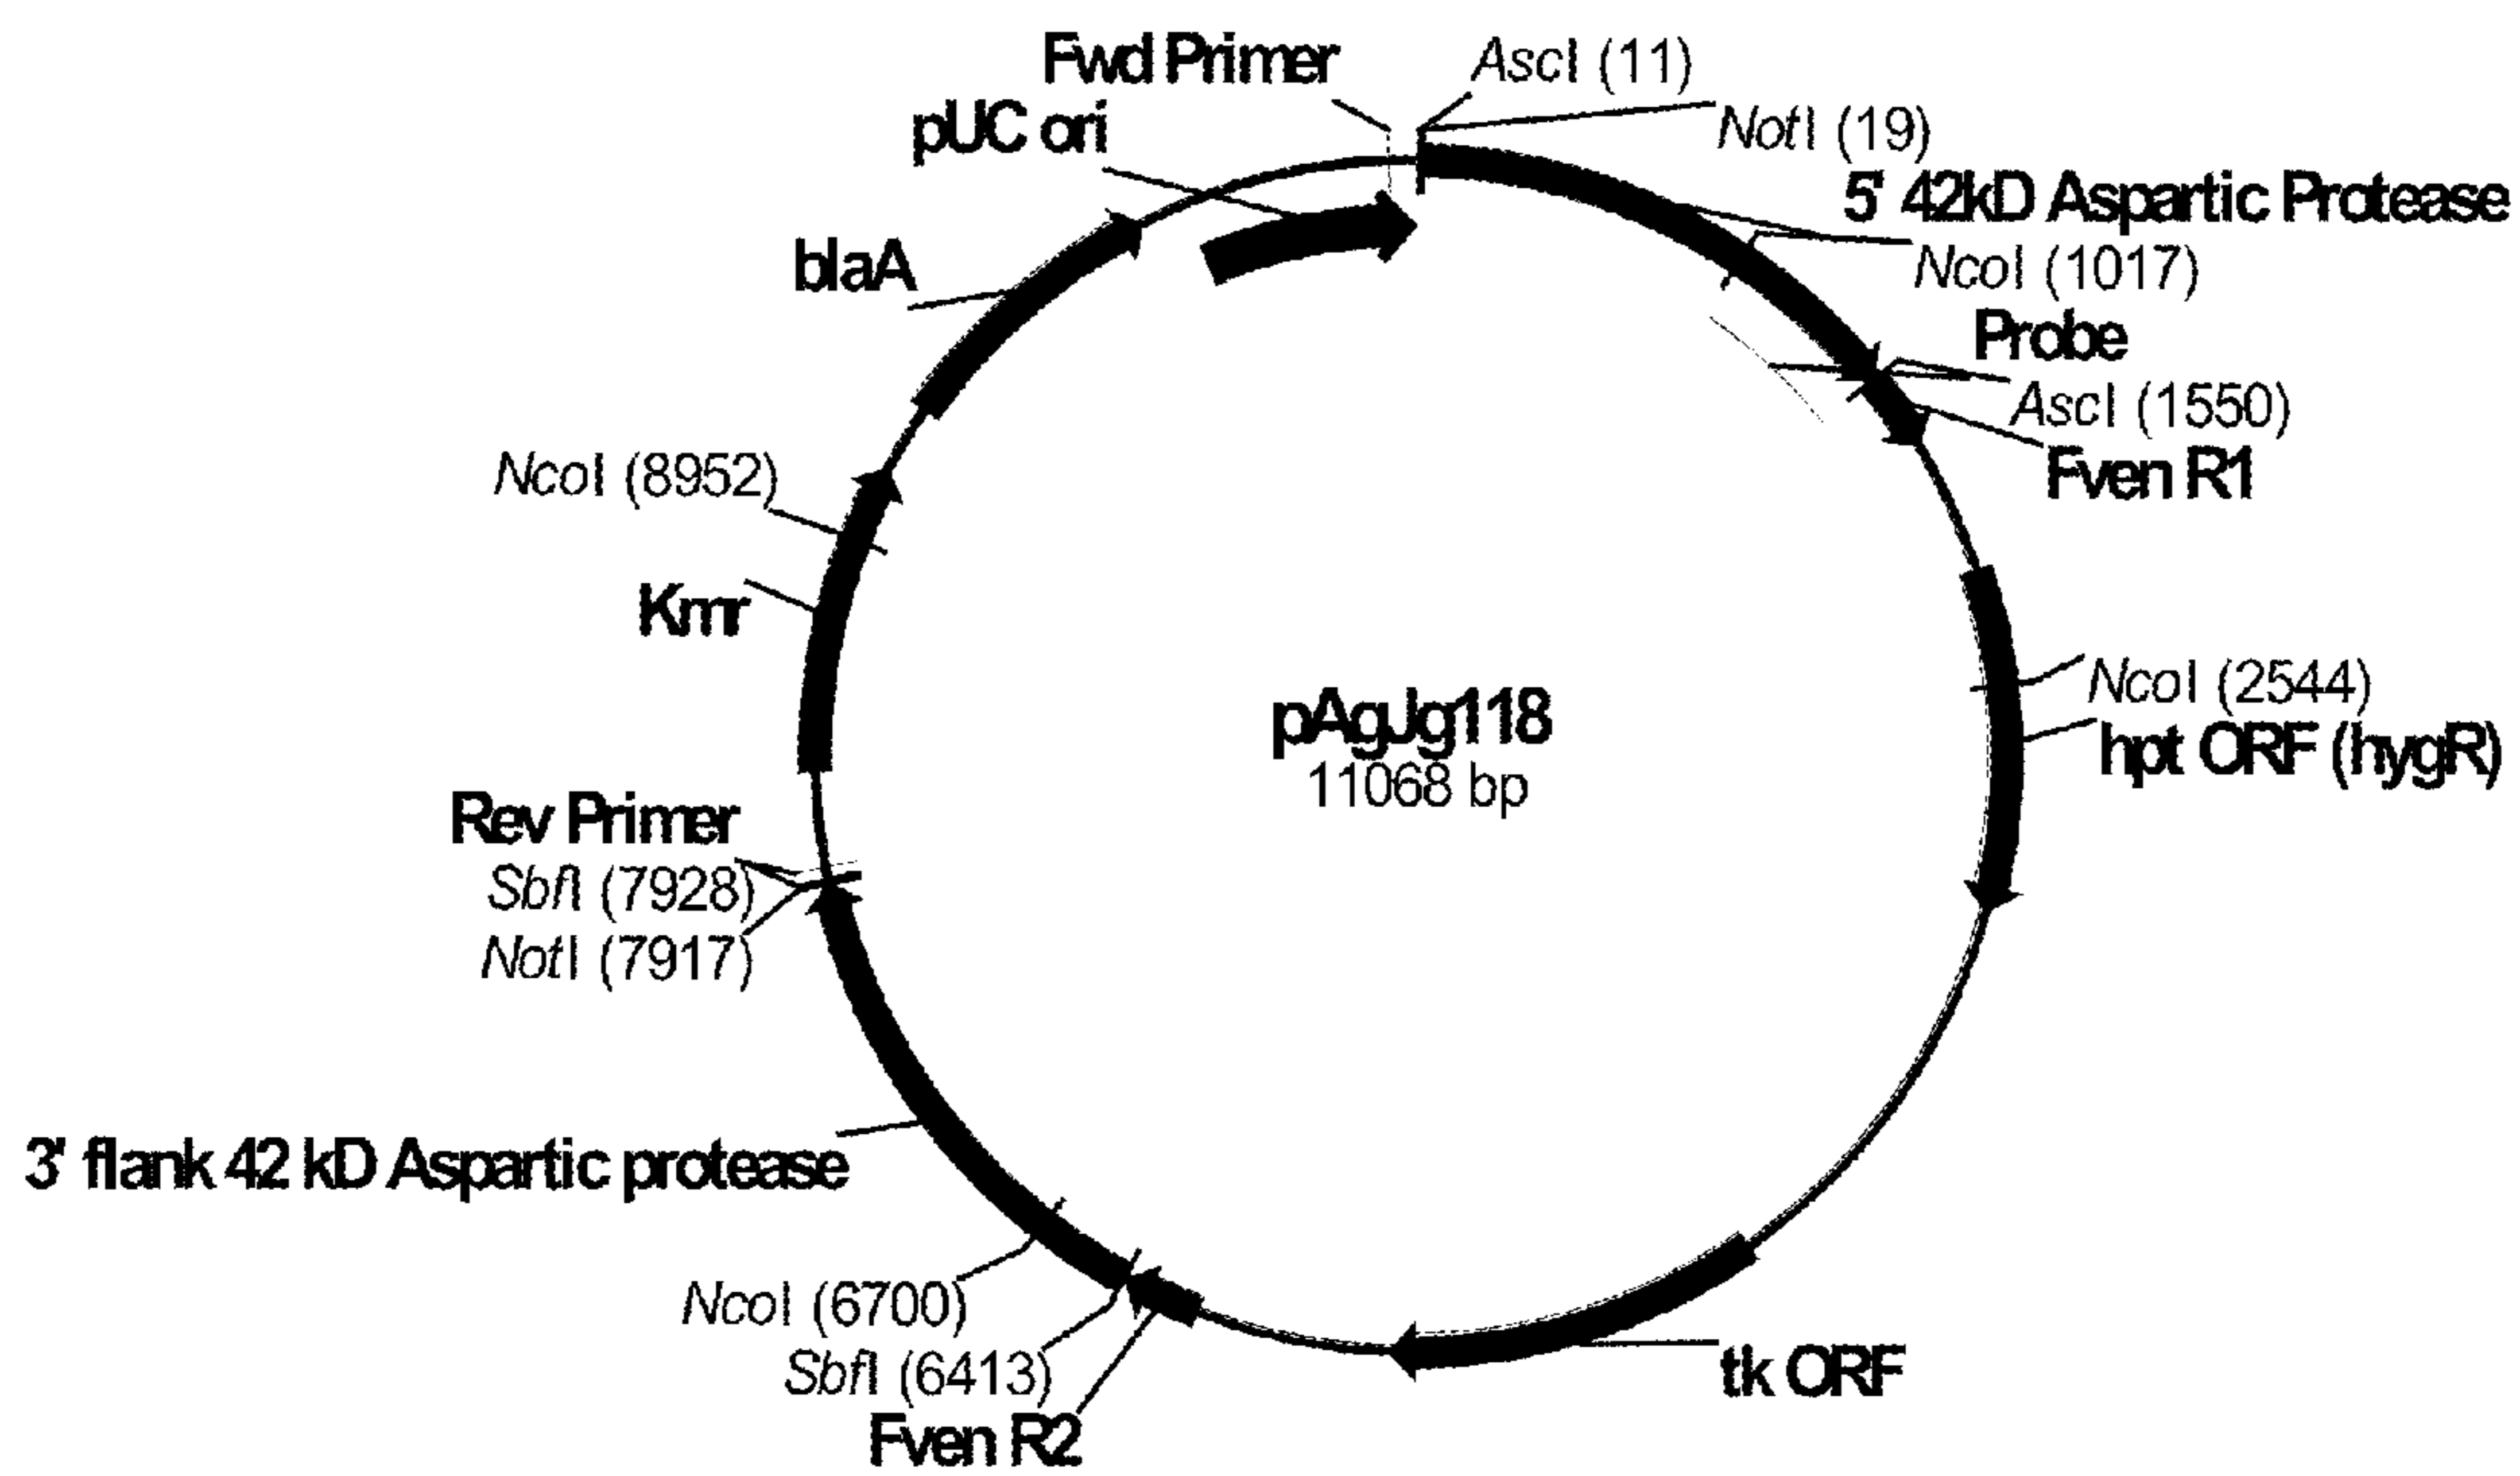 Fwd Primer
AscI (11)
pUC ori
NotI (19)
5' 42kD Aspartic Protease
blaA
NcoI (1017)
Probe
AscI (1550)
Fven R1
NcoI (8952)
Kmr
NcoI (2544)
hpt ORF (hygR)
pAgJg118
11068 bp
Rev Primer
SbfI (7928)
NotI (7917)
3' flank 42 kD Aspartic protease
NcoI (6700)
SbfI (6413)
tk ORF
Fven R2